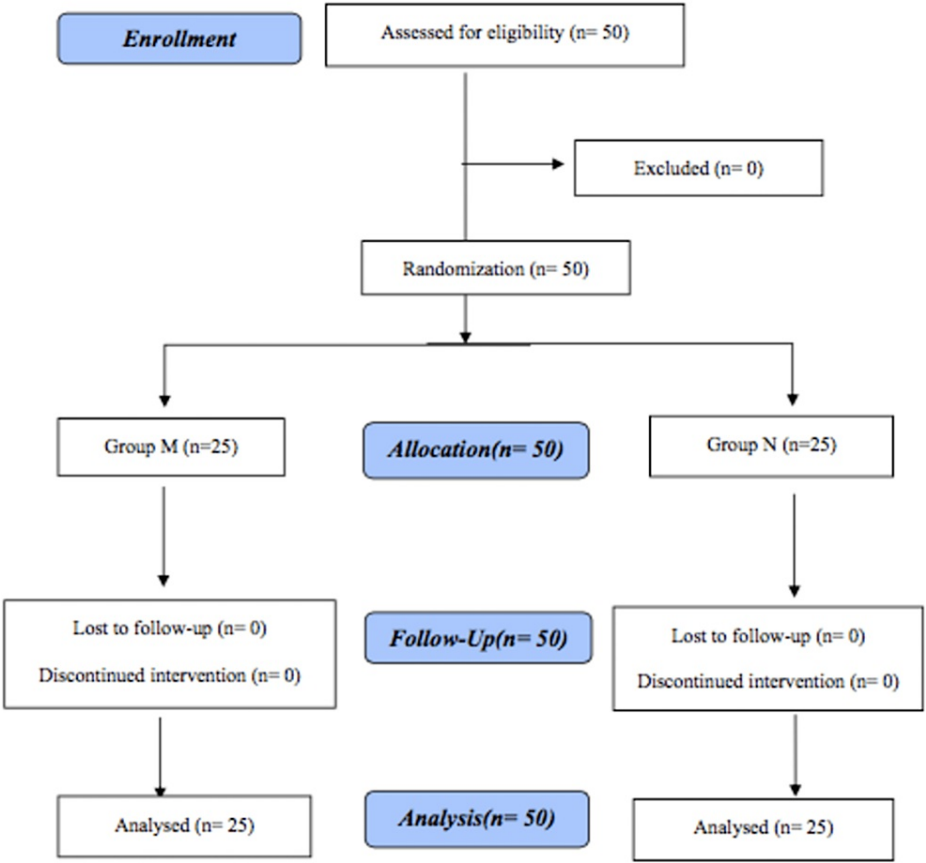 Enrollment
Assessed for eligibility (n= 50)
Excluded (n= 0)
Randomization (n= 50)
Group M (n=25)
Allocation(n= 50)
Group N (n=25)
Lost to follow-up (n= 0)
Discontinued intervention (n= 0)
Follow-Up(n= 50)
Lost to follow-up (n= 0)
Discontinued intervention (n= 0)
Analysed (n= 25)
Analysis(n= 50)
Analysed (n= 25)